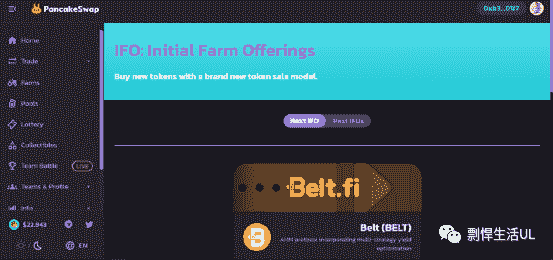 PancakeSwap
0xb3...0127
Home
Trade
Farms
Pools
Lottery
Collectibles
Team Battle
LIVE
Teams & Profile
Info
$22.943
EN
IFO: Initial Farm Offerings
Buy new tokens with a brand new token sale model.
Next IFO
Past IFOs
Belt.fi
Belt (BELT)
AMM protocol incorporating multi-strategy yield
optimization
剽悍生活UL